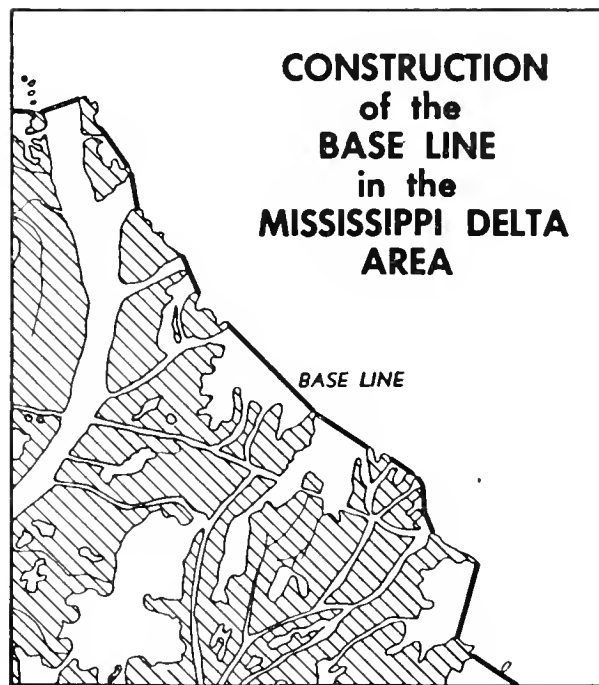 CONSTRUCTION
of the
BASE LINE
in the
MISSISSIPPI DELTA
AREA
BASE LINE